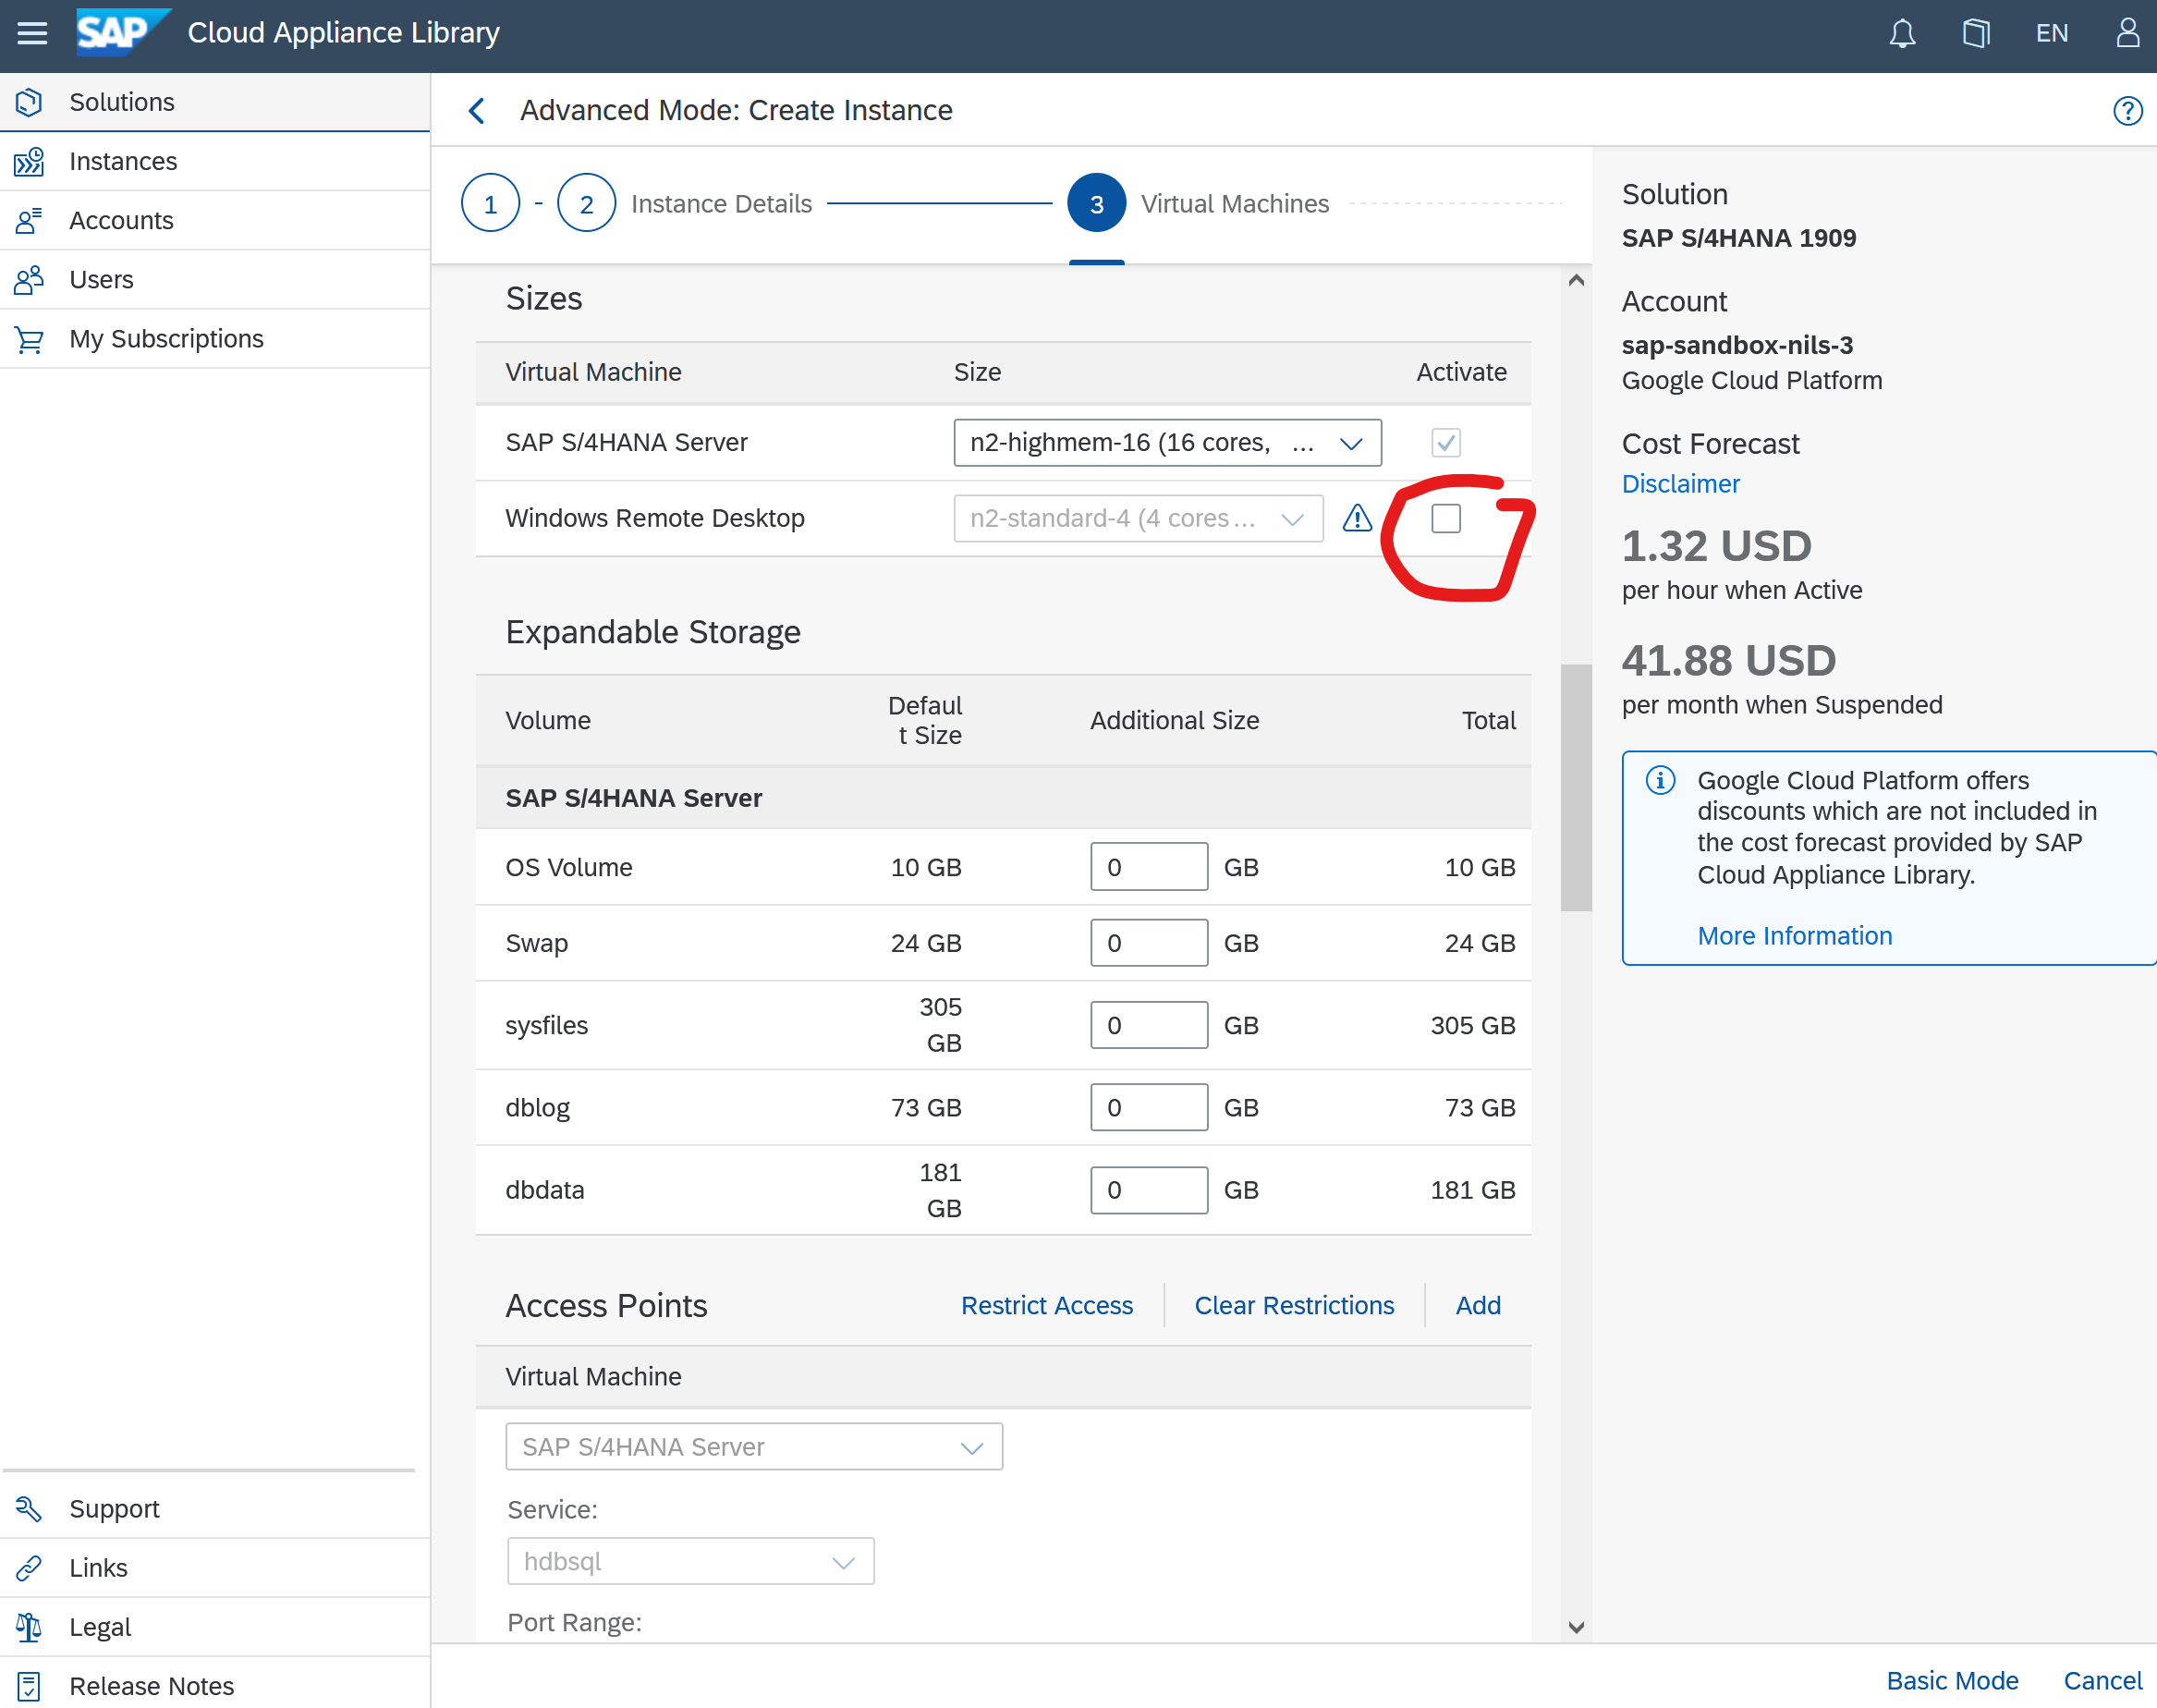 SAP Cloud Appliance Library
EN
Solutions
Instances
Accounts
Users
My Subscriptions
Support
Links
Legal
Release Notes
Advanced Mode: Create Instance
?
1 - 2 Instance Details 3 Virtual Machines
Sizes
Virtual Machine Size Activate
SAP S/4HANA Server n2-highmem-16 (16 cores, ...
Windows Remote Desktop n2-standard-4 (4 cores ...
Expandable Storage
Volume Defaul
t Size Additional Size Total
SAP S/4HANA Server
OS Volume 10 GB 0 GB 10 GB
Swap 24 GB 0 GB 24 GB
sysfiles 305
GB 0 GB 305 GB
dblog 73 GB 0 GB 73 GB
dbdata 181
GB 0 GB 181 GB
Access Points Restrict Access Clear Restrictions Add
Virtual Machine
SAP S/4HANA Server
Service:
hdbsql
Port Range:
Solution
SAP S/4HANA 1909
Account
sap-sandbox-nils-3
Google Cloud Platform
Cost Forecast
Disclaimer
1.32 USD
per hour when Active
41.88 USD
per month when Suspended
Google Cloud Platform offers
discounts which are not included in
the cost forecast provided by SAP
Cloud Appliance Library.
More Information
Basic Mode Cancel